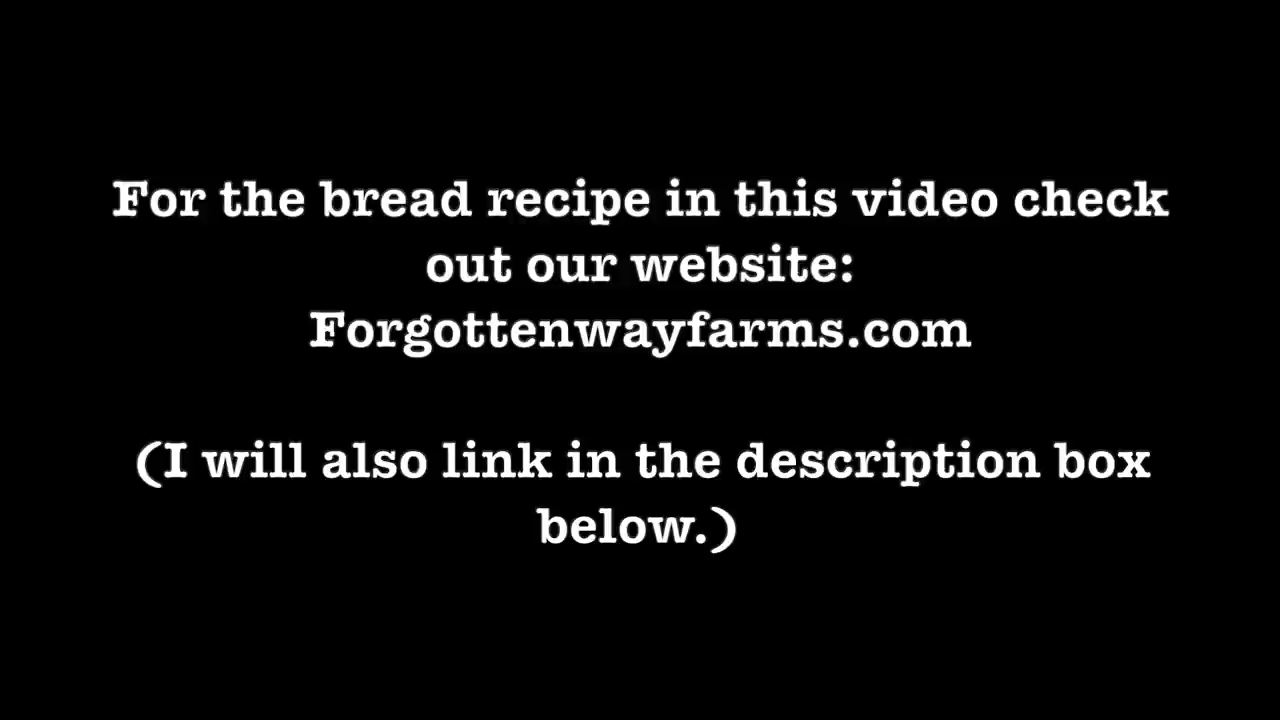 For the bread recipe in this video check
out our website:
Forgottenwayfarms.com
(I will also link in the description box
below.)